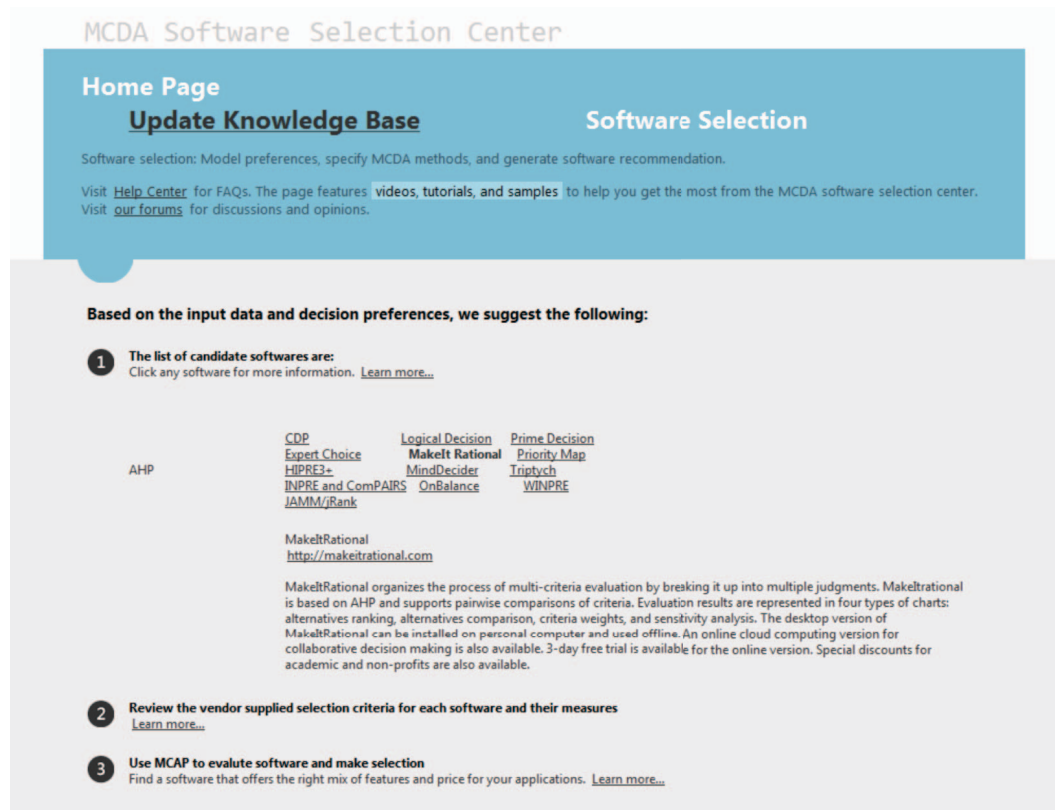 MCDA Software Selection Center
Home Page
Update Knowledge Base Software Selection
Software selection: Model preferences, specify MCDA methods, and generate software recommendation.
Visit Help Center for FAQs. The page features videos, tutorials, and samples to help you get the most from the MCDA software selection center.
Visit our forums for discussions and opinions.
Based on the input data and decision preferences, we suggest the following:
1 The list of candidate softwares are:
Click any software for more information. Learn more...
CDP Logical Decision Prime Decision
Expert Choice MakeIt Rational Priority Map
AHP HIPRE3+ MindDecider Triptych
INPRE and ComPAIRS OnBalance WINPRE
JAMM/jRank
MakeItRational
http://makeitrational.com
MakeItRational organizes the process of multi-criteria evaluation by breaking it up into multiple judgments. MakeItrational
is based on AHP and supports pairwise comparisons of criteria. Evaluation results are represented in four types of charts:
alternatives ranking, alternatives comparison, criteria weights, and sensitivity analysis. The desktop version of
MakeItRational can be installed on personal computer and used offline. An online cloud computing version for
collaborative decision making is also available. 3-day free trial is available for the online version. Special discounts for
academic and non-profits are also available.
2 Review the vendor supplied selection criteria for each software and their measures
Learn more...
3 Use MCAP to evalute software and make selection
Find a software that offers the right mix of features and price for your applications. Learn more...